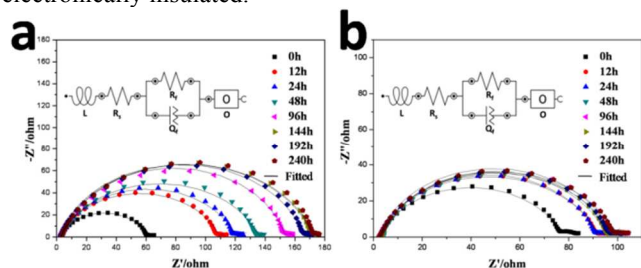 electronically insulated.
a
b
-Z''/ohm
180
160
140
120
100
80
60
40
20
0
0h
12h
24h
48h
96h
144h
192h
240h
Fitted
L
Rs
Rf
Qf
O
O
0 20 40 60 80 100 120 140 160 180
Z'/ohm
-Z''/ohm
80
60
40
20
0
0h
12h
24h
48h
96h
144h
192h
240h
Fitted
L
Rs
Rf
Qf
O
O
0 20 40 60 80 100
Z'/ohm